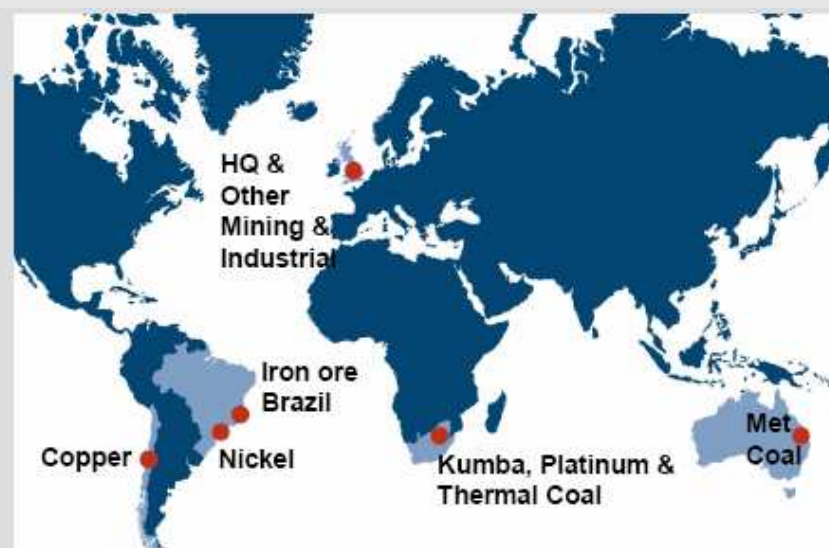 HQ &
Other
Mining &
Industrial
Iron ore
Brazil
Copper
Nickel
Kumba, Platinum &
Thermal Coal
Met
Coal